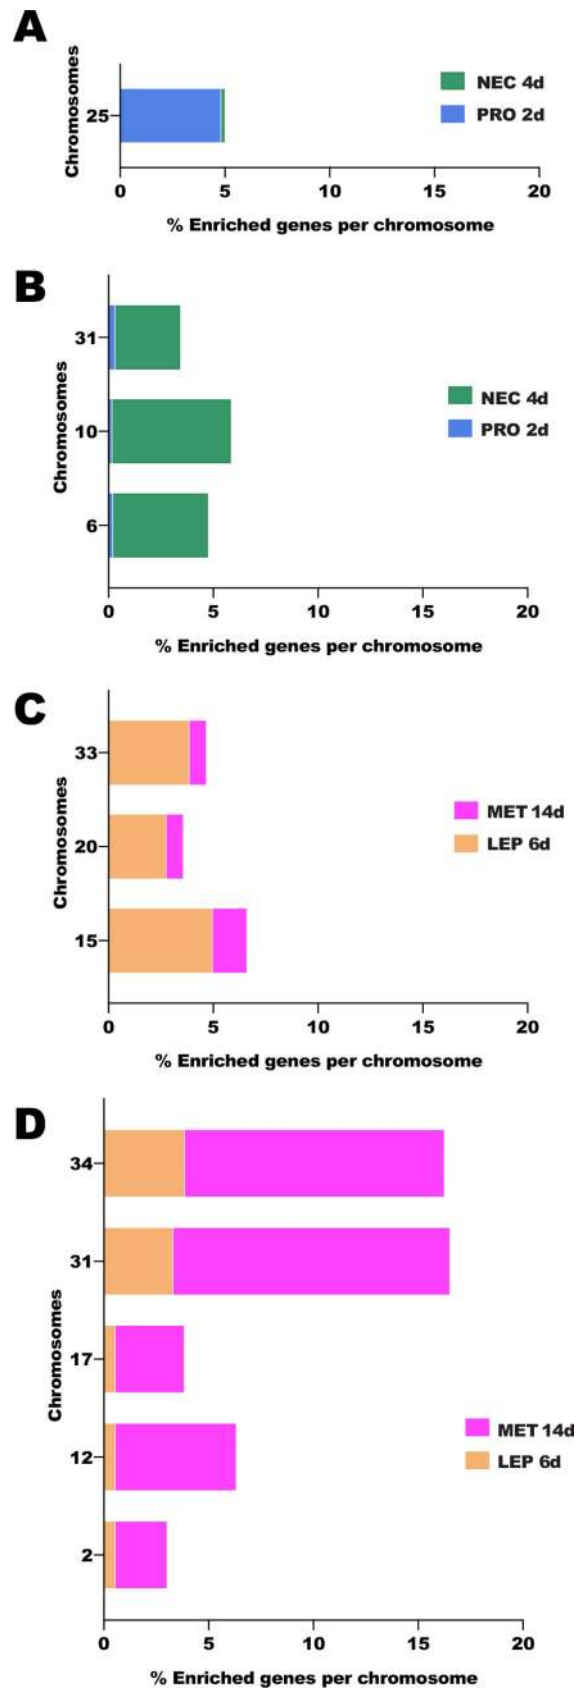 A
Chromosomes
25
NEC 4d
PRO 2d
0 5 10 15 20
% Enriched genes per chromosome
B
Chromosomes
31
10
6
NEC 4d
PRO 2d
0 5 10 15 20
% Enriched genes per chromosome
C
Chromosomes
33
20
15
MET 14d
LEP 6d
0 5 10 15 20
% Enriched genes per chromosome
D
Chromosomes
34
31
17
12
2
MET 14d
LEP 6d
0 5 10 15 20
% Enriched genes per chromosome